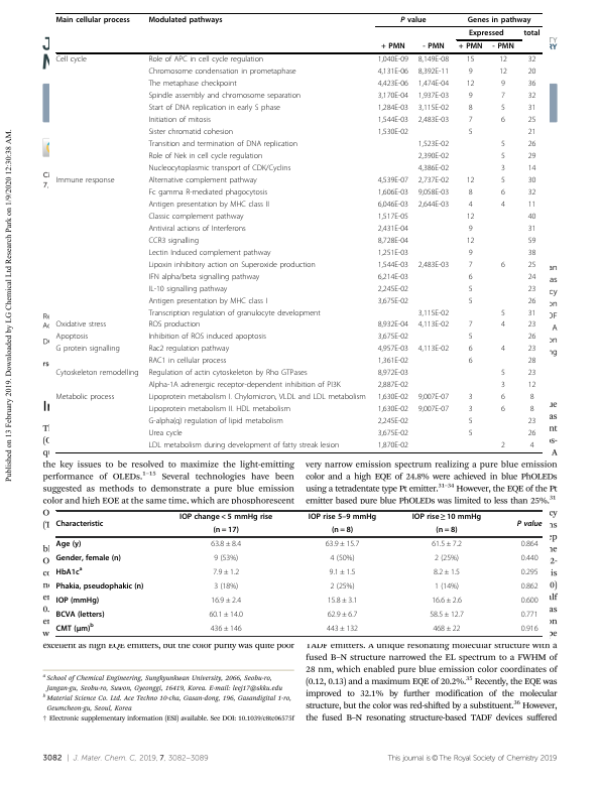 Published on 13 February 2019. Downloaded by LG Chemical Ltd Research Park on 1/9/2020 12:30:38 AM.
Main cellular process Modulated pathways P value Genes in pathway
Expressed total
+ PMN - PMN + PMN - PMN
Cell cycle Role of APC in cell cycle regulation 1,040E-09 8,149E-08 15 12 32
Chromosome condensation in prometaphase 4,131E-06 8,392E-11 9 12 20
The metaphase checkpoint 4,423E-06 1,474E-04 12 9 36
Spindle assembly and chromosome separation 3,170E-04 1,937E-03 9 7 32
Start of DNA replication in early S phase 1,284E-03 3,115E-02 8 5 31
Initiation of mitosis 1,544E-03 2,483E-03 7 6 25
Sister chromatid cohesion 1,530E-02 5 21
Transition and termination of DNA replication 1,523E-02 5 26
Role of Nek in cell cycle regulation 2,390E-02 5 29
Nucleocytoplasmic transport of CDK/Cyclins 4,386E-02 3 14
Immune response Alternative complement pathway 4,539E-07 2,737E-02 12 5 30
Fc gamma R-mediated phagocytosis 1,606E-03 9,058E-03 8 6 32
Antigen presentation by MHC class II 6,046E-03 2,644E-03 4 4 11
Classic complement pathway 1,517E-05 12 40
Antiviral actions of Interferons 2,431E-04 9 31
CCR3 signalling 8,728E-04 12 59
Lectin Induced complement pathway 1,251E-03 9 38
Lipoxin inhibitory action on Superoxide production 1,544E-03 2,483E-03 7 6 25
IFN alpha/beta signalling pathway 6,214E-03 6 24
IL-10 signalling pathway 2,245E-02 5 23
Antigen presentation by MHC class I 3,675E-02 5 26
Transcription regulation of granulocyte development 3,115E-02 5 31
Oxidative stress ROS production 8,932E-04 4,113E-02 7 4 23
Apoptosis Inhibition of ROS induced apoptosis 3,675E-02 5 26
G protein signalling Rac2 regulation pathway 4,957E-03 4,113E-02 6 4 23
RAC1 in cellular process 1,361E-02 6 28
Cytoskeleton remodelling Regulation of actin cytoskeleton by Rho GTPases 8,972E-03 5 23
Alpha-1A adrenergic receptor-dependent inhibition of PI3K 2,887E-02 3 12
Metabolic process Lipoprotein metabolism I. Chylomicron, VLDL and LDL metabolism 1,630E-02 9,007E-07 3 6 8
Lipoprotein metabolism II. HDL metabolism 1,630E-02 9,007E-07 3 6 8
G-alpha(q) regulation of lipid metabolism 2,245E-02 5 23
Urea cycle 3,675E-02 5 26
LDL metabolism during development of fatty streak lesion 1,870E-02 2 4
the key issues to be resolved to maximize the light-emitting
performance of OLEDs.1–15 Several technologies have been
suggested as methods to demonstrate a pure blue emission
color and high EQE at the same time, which are phosphorescent
very narrow emission spectrum realizing a pure blue emission
color and a high EQE of 24.8% were achieved in blue PhOLEDs
using a tetradentate type Pt emitter.31–34 However, the EQE of the Pt
emitter based pure blue PhOLEDs was limited to less than 25%.31
Characteristic IOP change < 5 mmHg rise IOP rise 5–9 mmHg IOP rise ≥ 10 mmHg P value
(n = 17) (n = 8) (n = 8)
Age (y) 63.8 ± 8.4 63.9 ± 15.7 61.5 ± 7.2 0.864
Gender, female (n) 9 (53%) 4 (50%) 2 (25%) 0.440
HbA1ca 7.9 ± 1.2 9.1 ± 1.5 8.2 ± 1.5 0.295
Phakia, pseudophakic (n) 3 (18%) 2 (25%) 1 (14%) 0.862
IOP (mmHg) 16.9 ± 2.4 15.8 ± 3.1 16.6 ± 2.6 0.600
BCVA (letters) 60.1 ± 14.0 62.9 ± 6.7 58.5 ± 12.7 0.771
CMT (μm)b 436 ± 146 443 ± 132 468 ± 22 0.916
excellent as high EQE emitters, but the color purity was quite poor
TADF emitters. A unique resonating molecular structure with a
fused B–N structure narrowed the EL spectrum to a FWHM of
28 nm, which enabled pure blue emission color coordinates of
(0.12, 0.13) and a maximum EQE of 20.2%.35 Recently, the EQE was
improved to 32.1% by further modification of the molecular
structure, but the color was red-shifted by a substituent.36 However,
the fused B–N resonating structure-based TADF devices suffered
a School of Chemical Engineering, Sungkyunkwan University, 2066, Seobu-ro,
Jangan-gu, Seobu-ro, Suwon, Gyeonggi, 16419, Korea. E-mail: leej17@skku.edu
b Material Science Co. Ltd, Ace Techno 10-cha, Gasan-dong, 196, Gasandigital 1-ro,
Geumcheon-gu, Seoul, Korea
† Electronic supplementary information (ESI) available. See DOI: 10.1039/c8tc06575f
3082 | J. Mater. Chem. C, 2019, 7, 3082–3089
This journal is © The Royal Society of Chemistry 2019